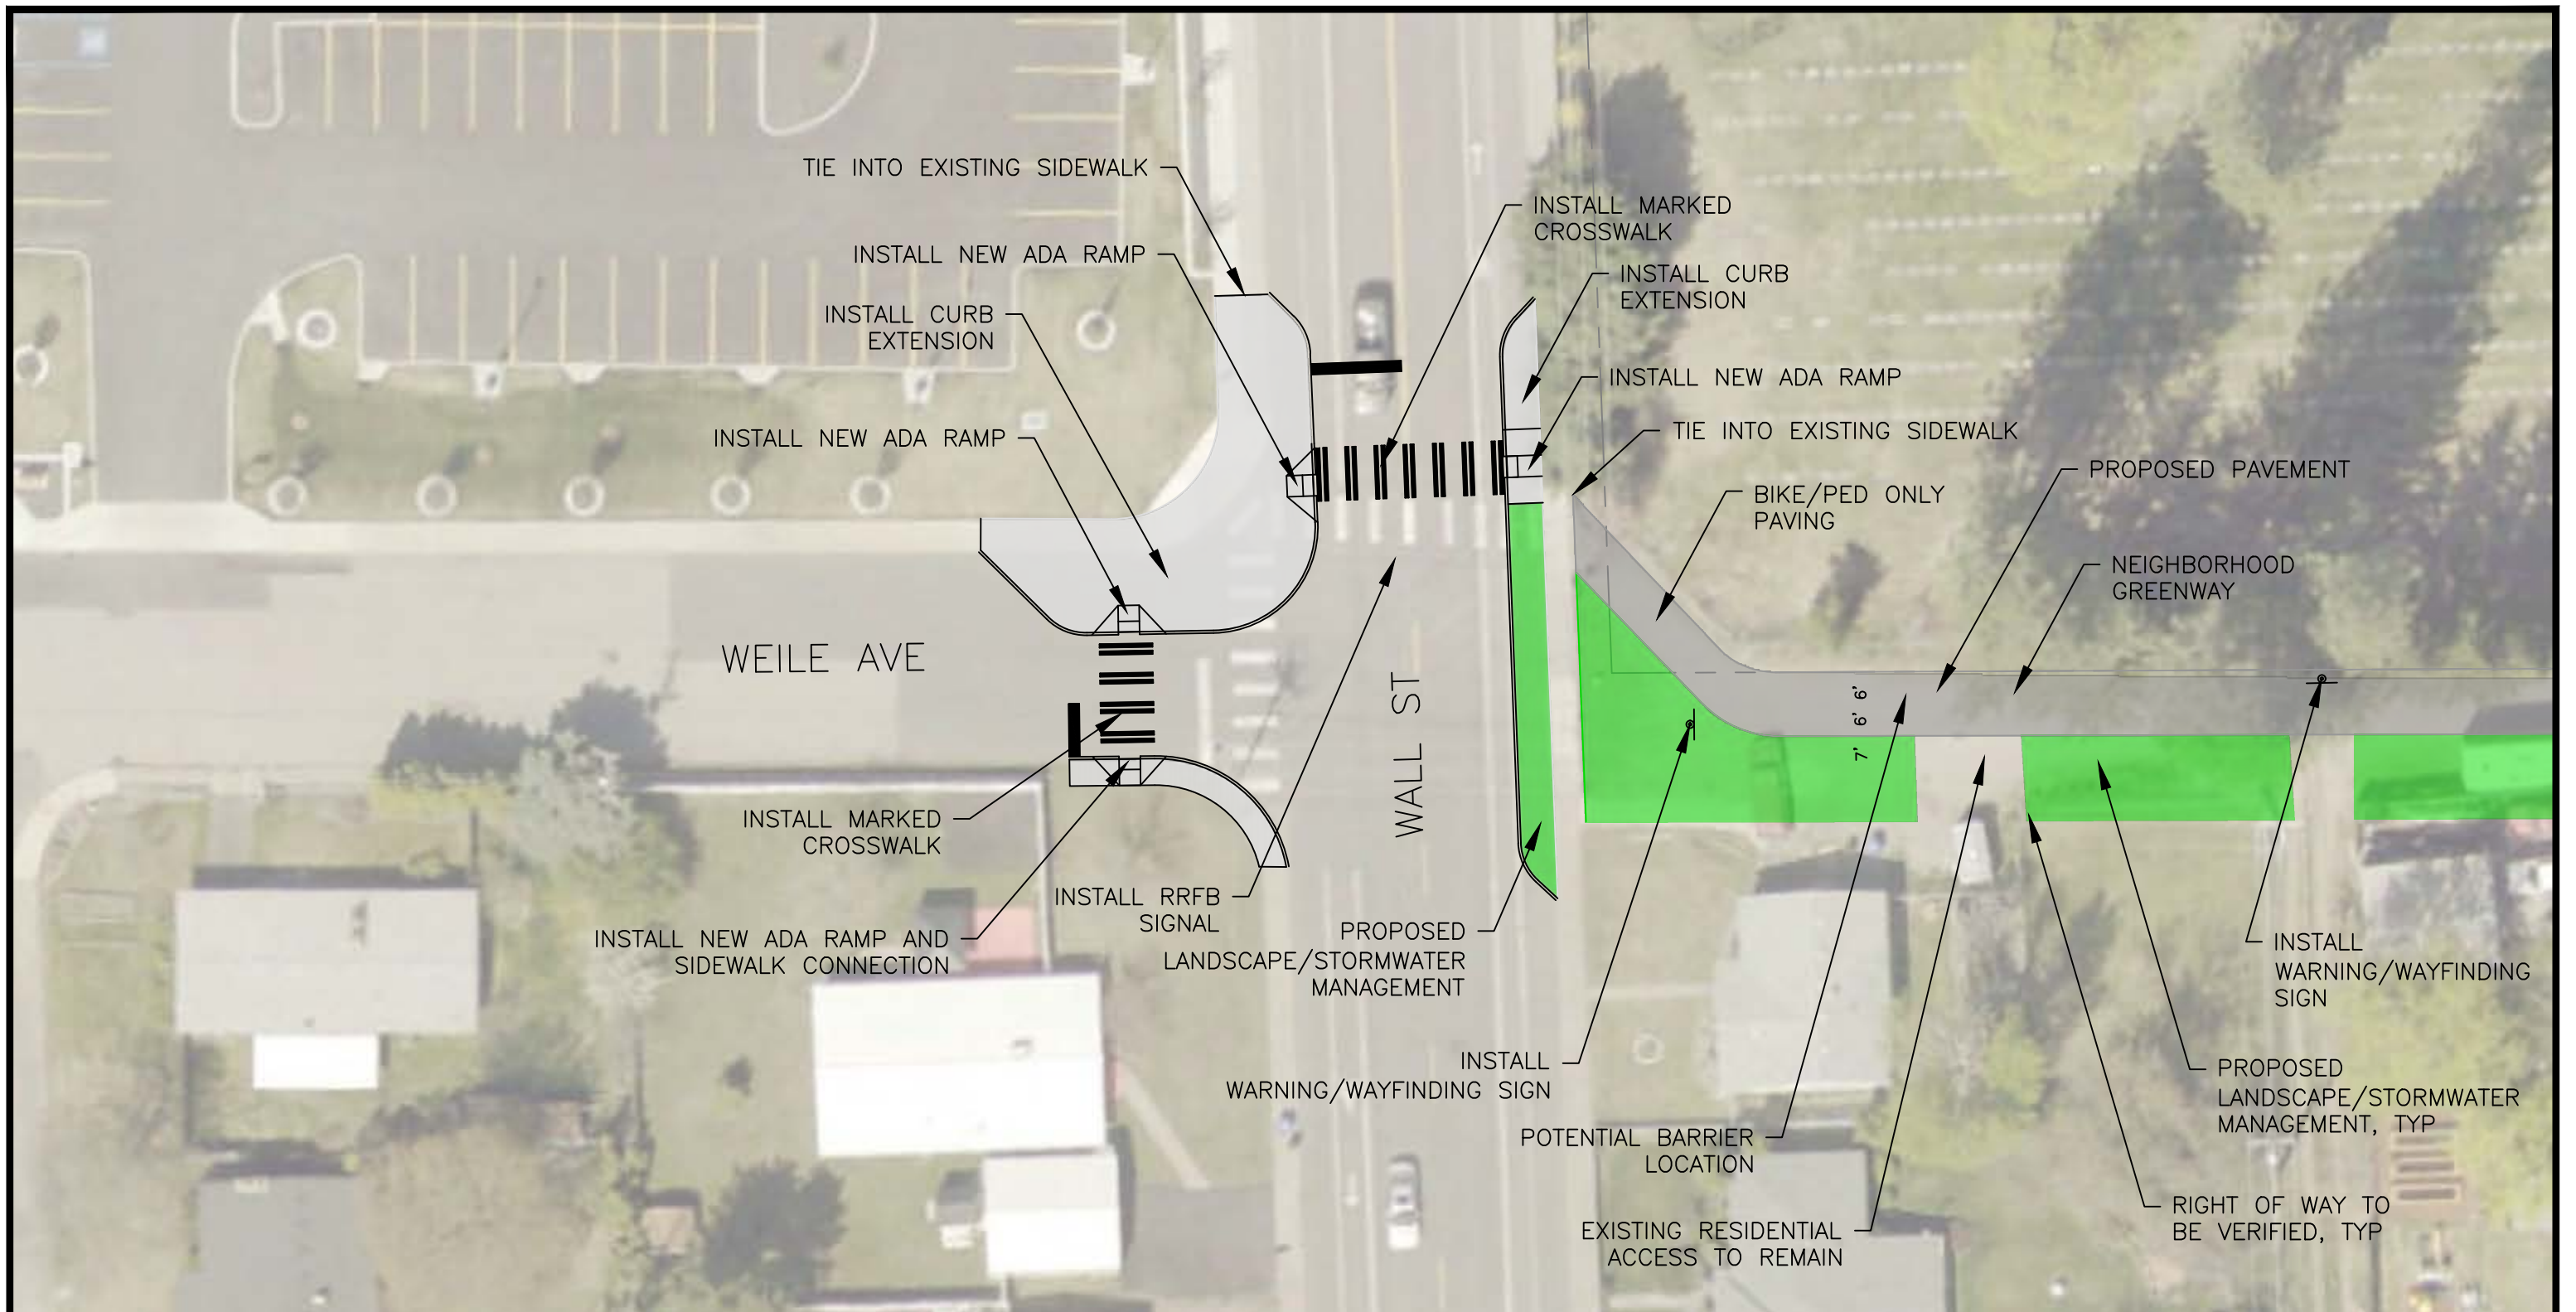 TIE INTO EXISTING SIDEWALK
INSTALL NEW ADA RAMP
INSTALL CURB
EXTENSION
INSTALL NEW ADA RAMP
INSTALL MARKED
CROSSWALK
INSTALL CURB
EXTENSION
INSTALL NEW ADA RAMP
TIE INTO EXISTING SIDEWALK
BIKE/PED ONLY
PAVING
PROPOSED PAVEMENT
NEIGHBORHOOD
GREENWAY
WEILE AVE
WALL ST
6'
6'
7'
INSTALL MARKED
CROSSWALK
INSTALL RRFB
SIGNAL
INSTALL NEW ADA RAMP AND
SIDEWALK CONNECTION
PROPOSED
LANDSCAPE/STORMWATER
MANAGEMENT
INSTALL
WARNING/WAYFINDING SIGN
POTENTIAL BARRIER
LOCATION
EXISTING RESIDENTIAL
ACCESS TO REMAIN
INSTALL
WARNING/WAYFINDING
SIGN
PROPOSED
LANDSCAPE/STORMWATER
MANAGEMENT, TYP
RIGHT OF WAY TO
BE VERIFIED, TYP